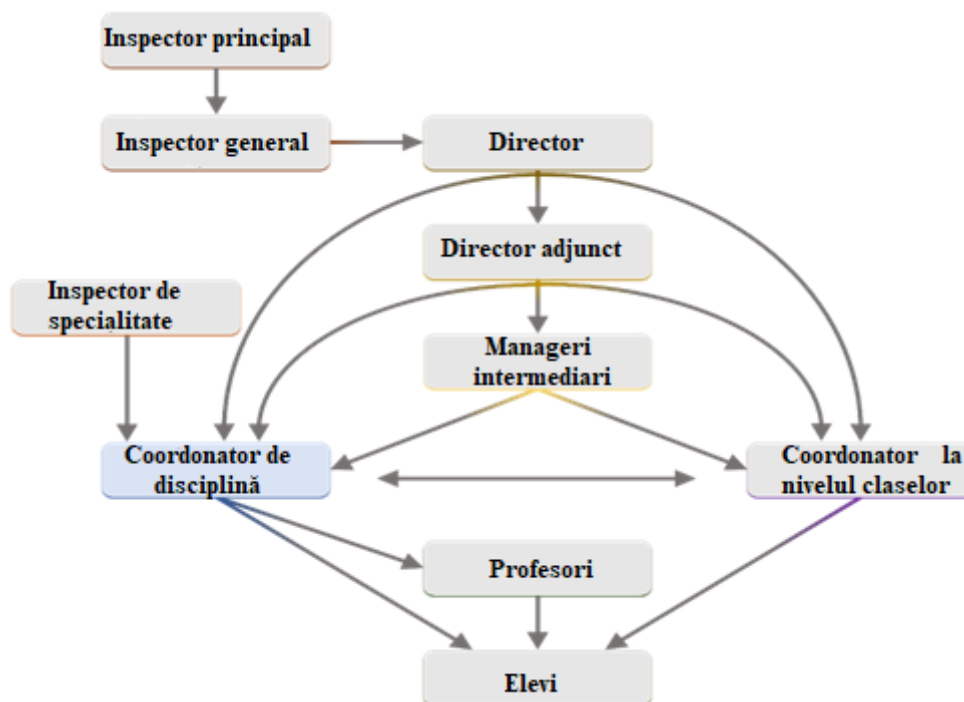 Inspector principal
Inspector general
Director
Director adjunct
Inspector de
specialitate
Manageri
intermediari
Coordonator de
disciplină
Coordonator la
nivelul claselor
Profesori
Elevi